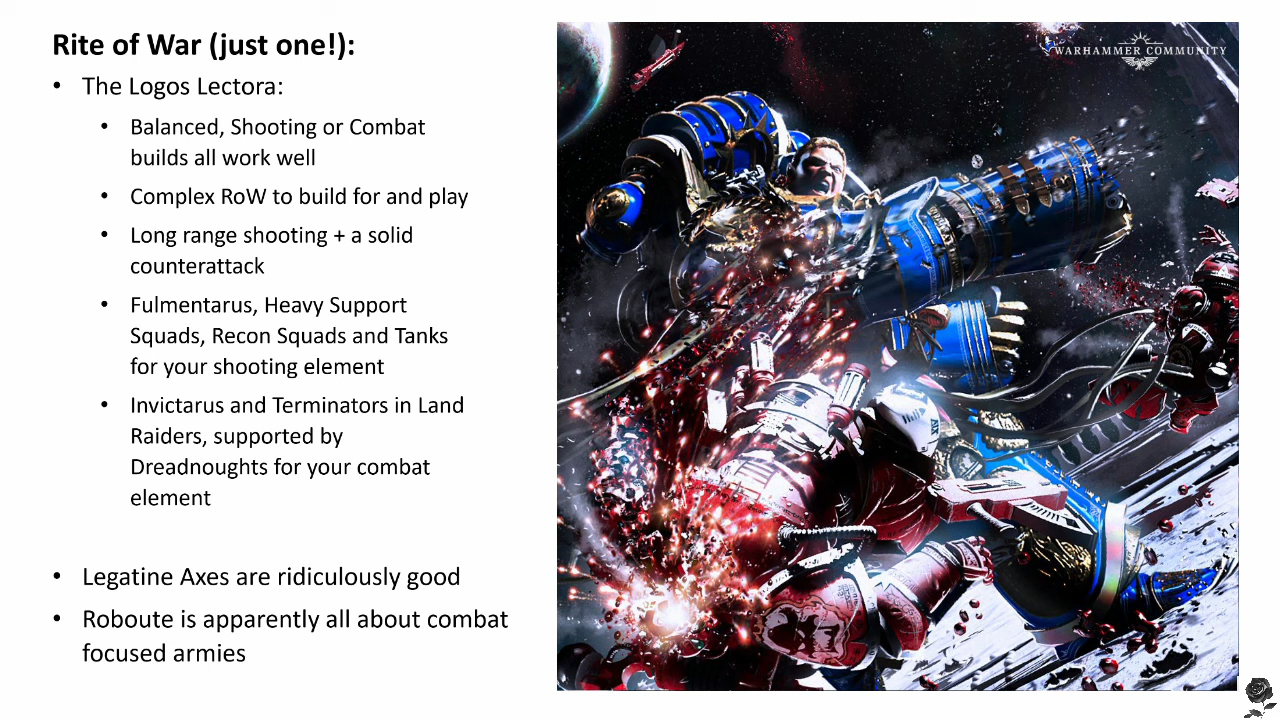 Rite of War (just one!):
• The Logos Lectora:
• Balanced, Shooting or Combat
builds all work well
• Complex RoW to build for and play
• Long range shooting + a solid
counterattack
• Fulmentarus, Heavy Support
Squads, Recon Squads and Tanks
for your shooting element
• Invictarus and Terminators in Land
Raiders, supported by
Dreadnoughts for your combat
element
• Legatine Axes are ridiculously good
• Roboute is apparently all about combat
focused armies
WARHAMMER COMMUNITY
XIX